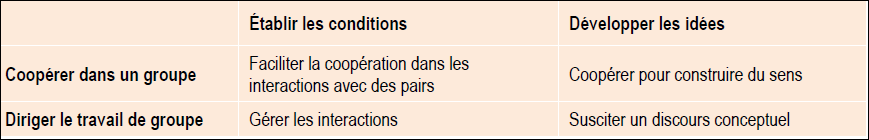 Établir les conditions
Développer les idées
Coopérer dans un groupe
Faciliter la coopération dans les
interactions avec des pairs
Coopérer pour construire du sens
Diriger le travail de groupe
Gérer les interactions
Susciter un discours conceptuel